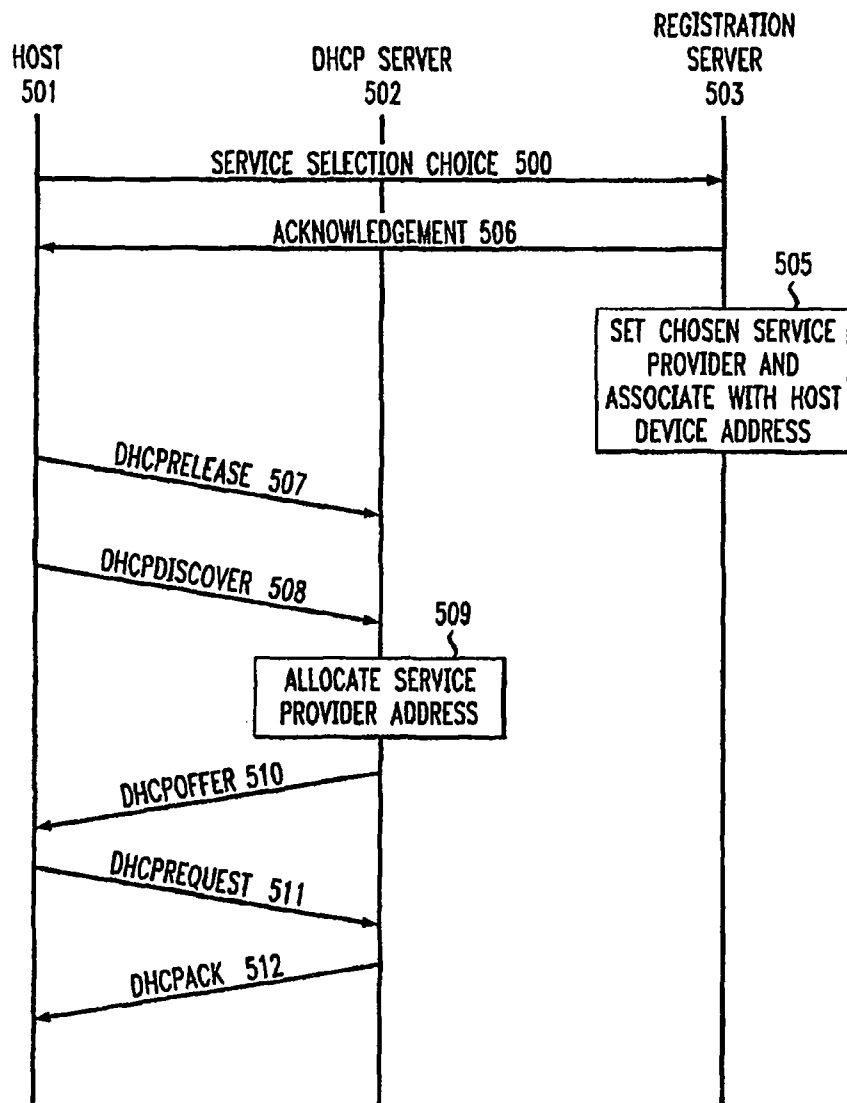 HOST
501
DHCP SERVER
502
REGISTRATION
SERVER
503
SERVICE SELECTION CHOICE 500
ACKNOWLEDGEMENT 506
505
SET CHOSEN SERVICE
PROVIDER AND
ASSOCIATE WITH HOST
DEVICE ADDRESS
DHCPRELEASE 507
DHCPDISCOVER 508
509
ALLOCATE SERVICE
PROVIDER ADDRESS
DHCPOFFER 510
DHCPREQUEST 511
DHCPACK 512